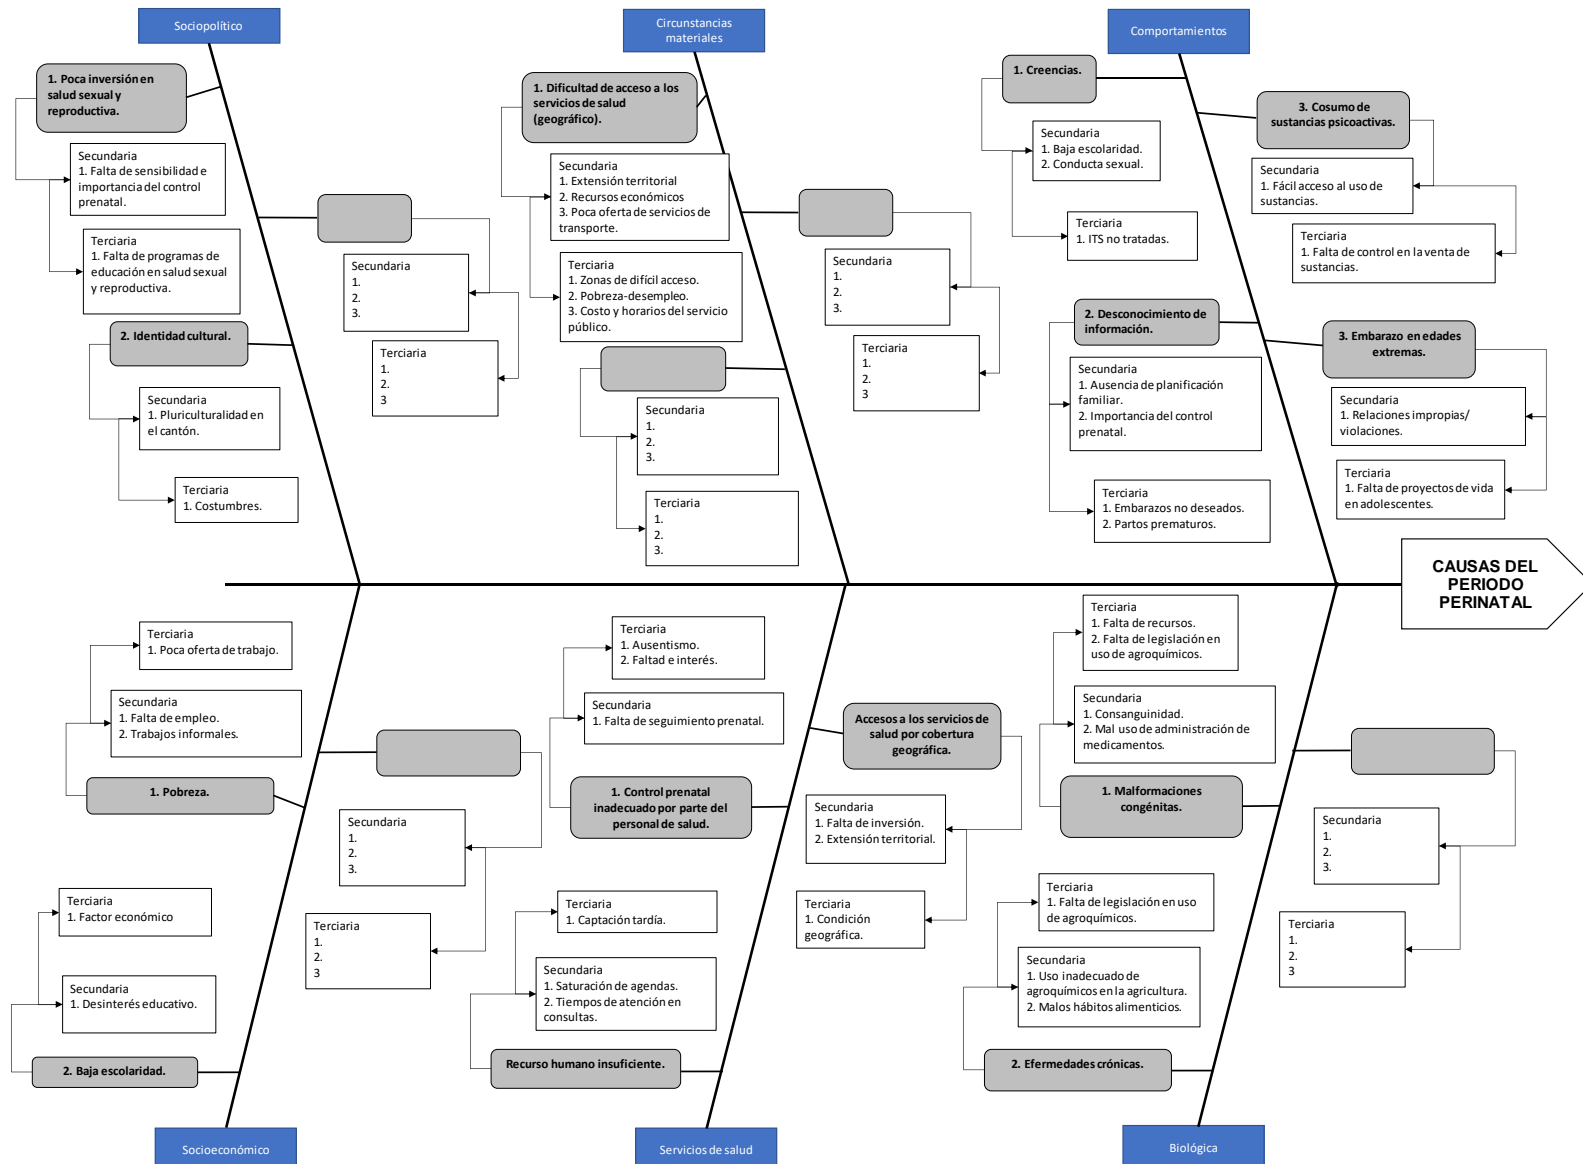 Sociopolítico
Circunstancias
materiales
Comportamientos
1. Poca inversión en
salud sexual y
reproductiva.
Secundaria
1. Falta de sensibilidad e
importancia del control
prenatal.
Terciaria
1. Falta de programas de
educación en salud sexual
y reproductiva.
2. Identidad cultural.
Secundaria
1. Pluriculturalidad en
el cantón.
Terciaria
1. Costumbres.
Secundaria
1.
2.
3.
Terciaria
1.
2.
3
1. Dificultad de acceso a los
servicios de salud
(geográfico).
Secundaria
1. Extensión territorial
2. Recursos económicos
3. Poca oferta de servicios de
transporte.
Terciaria
1. Zonas de difícil acceso.
2. Pobreza-desempleo.
3. Costo y horarios del servicio
público.
Secundaria
1.
2.
3.
Terciaria
1.
2.
3.
Secundaria
1.
2.
3.
Terciaria
1.
2.
3
1. Creencias.
Secundaria
1. Baja escolaridad.
2. Conducta sexual.
Terciaria
1. ITS no tratadas.
2. Desconocimiento de
información.
Secundaria
1. Ausencia de planificación
familiar.
2. Importancia del control
prenatal.
Terciaria
1. Embarazos no deseados.
2. Partos prematuros.
3. Cosumo de
sustancias psicoactivas.
Secundaria
1. Fácil acceso al uso de
sustancias.
Terciaria
1. Falta de control en la venta de
sustancias.
3. Embarazo en edades
extremas.
Secundaria
1. Relaciones impropias/
violaciones.
Terciaria
1. Falta de proyectos de vida
en adolescentes.
CAUSAS DEL
PERIODO
PERINATAL
Terciaria
1. Poca oferta de trabajo.
Secundaria
1. Falta de empleo.
2. Trabajos informales.
1. Pobreza.
Terciaria
1. Factor económico
Secundaria
1. Desinterés educativo.
2. Baja escolaridad.
Secundaria
1.
2.
3.
Terciaria
1.
2.
3
Terciaria
1. Ausentismo.
2. Faltad e interés.
Secundaria
1. Falta de seguimiento prenatal.
1. Control prenatal
inadecuado por parte del
personal de salud.
Terciaria
1. Captación tardía.
Secundaria
1. Saturación de agendas.
2. Tiempos de atención en
consultas.
Recurso humano insuficiente.
Accesos a los servicios de
salud por cobertura
geográfica.
Secundaria
1. Falta de inversión.
2. Extensión territorial.
Terciaria
1. Condición
geográfica.
Terciaria
1. Falta de recursos.
2. Falta de legislación en
uso de agroquímicos.
Secundaria
1. Consanguinidad.
2. Mal uso de administración de
medicamentos.
1. Malformaciones
congénitas.
Terciaria
1. Falta de legislación en uso
de agroquímicos.
Secundaria
1. Uso inadecuado de
agroquímicos en la agricultura.
2. Malos hábitos alimenticios.
2. Efermedades crónicas.
Secundaria
1.
2.
3.
Terciaria
1.
2.
3
Socioeconómico
Servicios de salud
Biológica